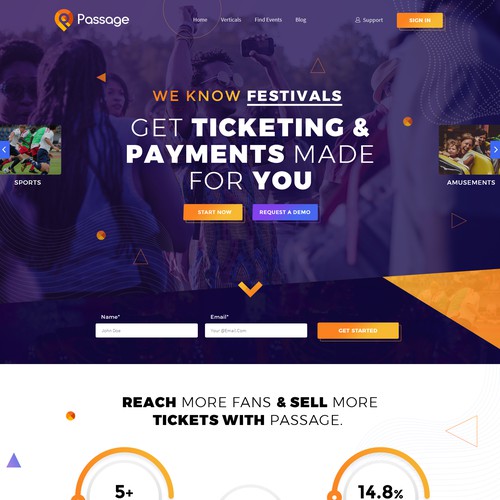 Passage
Home Verticals Find Events Blog
Support
SIGN IN
WE KNOW FESTIVALS
GET TICKETING &
PAYMENTS MADE
FOR YOU
SPORTS
AMUSEMENTS
START NOW
REQUEST A DEMO
Name*
Email*
John Doe
Your @Email.Com
GET STARTED
REACH MORE FANS & SELL MORE
TICKETS WITH PASSAGE.
5+
14.8%